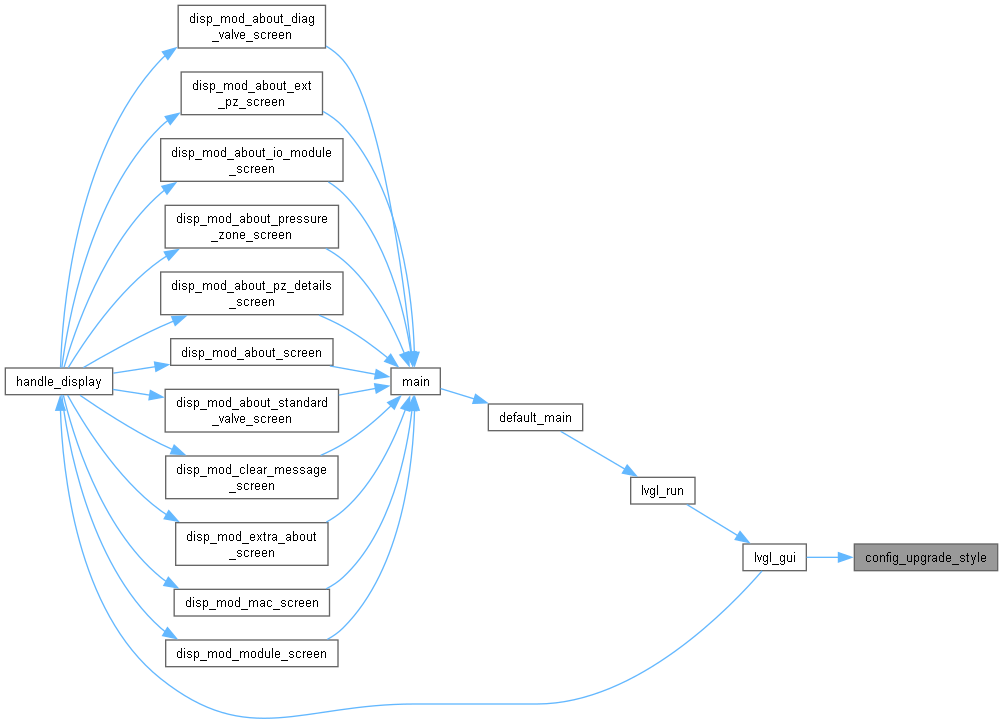 disp_mod_about_diag
_valve_screen
disp_mod_about_ext
_pz_screen
disp_mod_about_io_module
_screen
disp_mod_about_pressure
_zone_screen
disp_mod_about_pz_details
_screen
disp_mod_about_screen
handle_display
main
disp_mod_about_standard
_valve_screen
default_main
disp_mod_clear_message
_screen
lvgl_run
disp_mod_extra_about
_screen
lvgl_gui
config_upgrade_style
disp_mod_mac_screen
disp_mod_module_screen